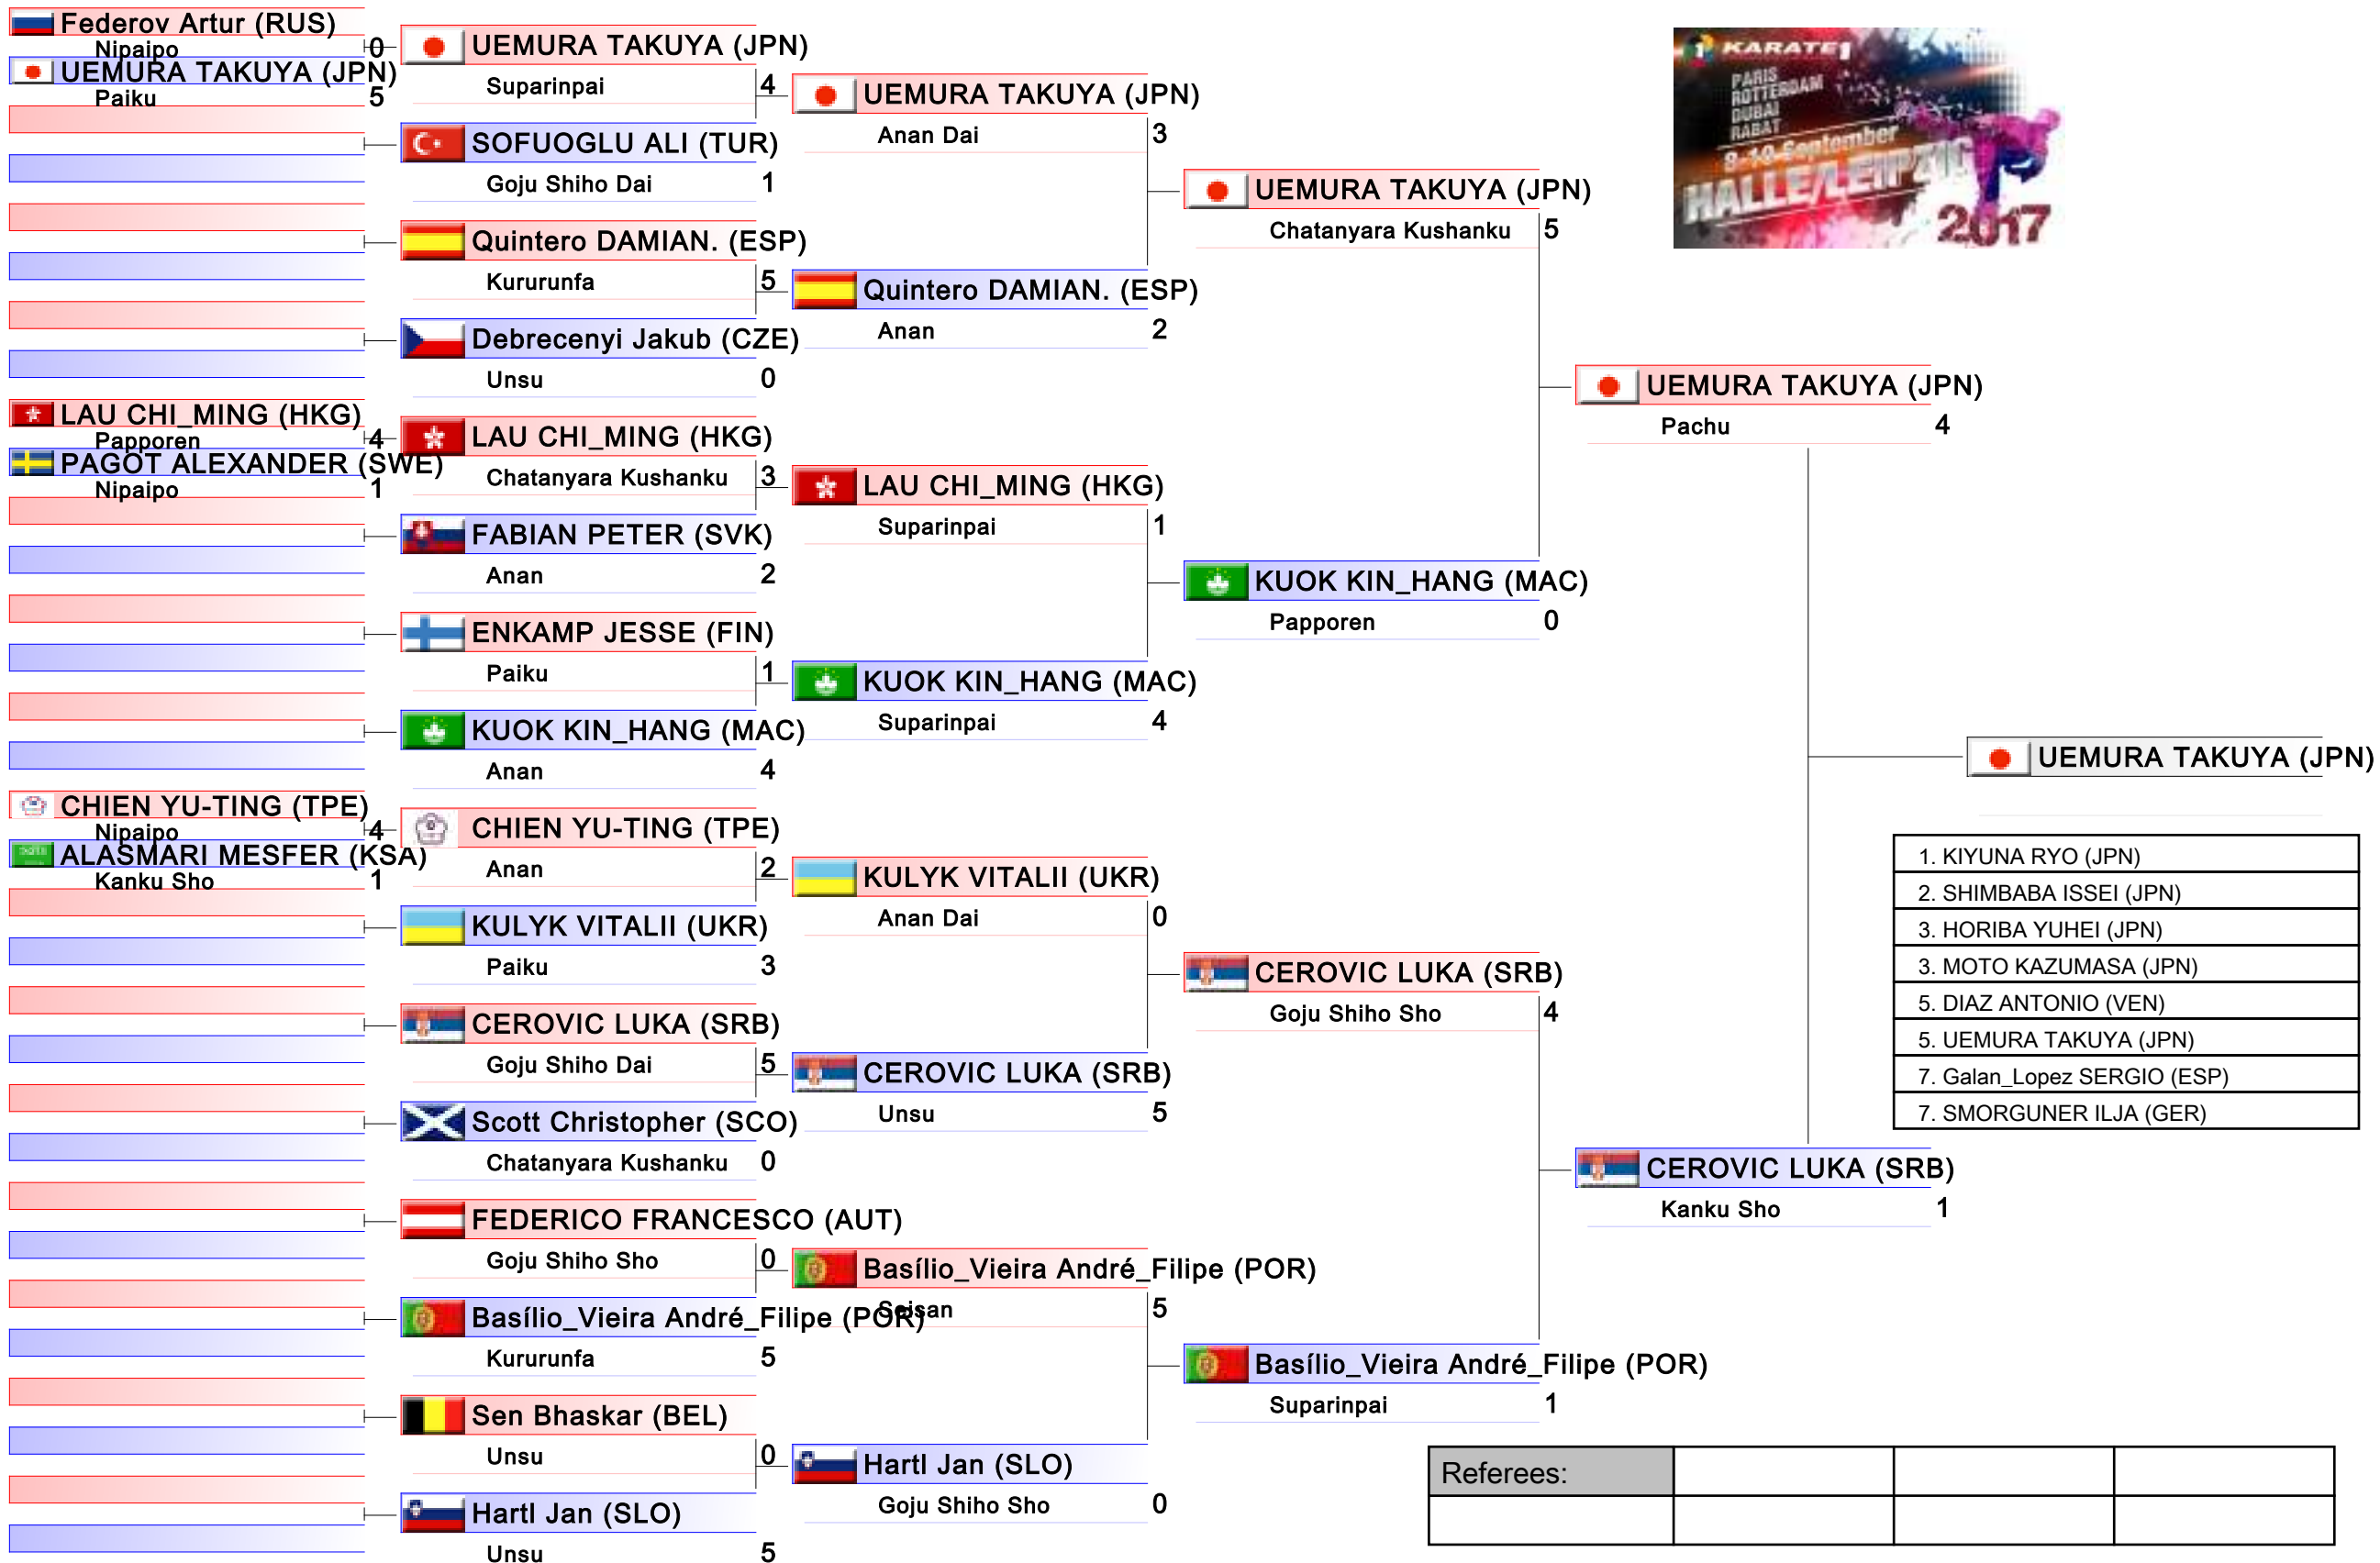 Federov Artur (RUS)
Nipaipo 0
UEMURA TAKUYA (JPN)
Paiku 5
LAU CHI_MING (HKG)
Papporen 4
PAGOT ALEXANDER (SWE)
Nipaipo 1
CHIEN YU-TING (TPE)
Nipaipo 4
ALASMARI MESFER (KSA)
Kanku Sho 1
UEMURA TAKUYA (JPN)
Suparinpai 4
SOFUOGLU ALI (TUR)
Goju Shiho Dai 1
Quintero DAMIAN. (ESP)
Kururunfa 5
Debrecenyi Jakub (CZE)
Unsu 0
LAU CHI_MING (HKG)
Chatanyara Kushanku 3
FABIAN PETER (SVK)
Anan 2
ENKAMP JESSE (FIN)
Paiku 1
KUOK KIN_HANG (MAC)
Anan 4
CHIEN YU-TING (TPE)
Anan 2
KULYK VITALII (UKR)
Paiku 3
CEROVIC LUKA (SRB)
Goju Shiho Dai 5
Scott Christopher (SCO)
Chatanyara Kushanku 0
FEDERICO FRANCESCO (AUT)
Goju Shiho Sho 0
Basílio_Vieira André_Filipe (POR)
Kururunfa 5
Sen Bhaskar (BEL)
Unsu 0
Hartl Jan (SLO)
Unsu 5
UEMURA TAKUYA (JPN)
Anan Dai 3
Quintero DAMIAN. (ESP)
Anan 2
LAU CHI_MING (HKG)
Suparinpai 1
KUOK KIN_HANG (MAC)
Suparinpai 4
KULYK VITALII (UKR)
Anan Dai 0
CEROVIC LUKA (SRB)
Unsu 5
Basílio_Vieira André_Filipe (POR)
Seisan 5
Hartl Jan (SLO)
Goju Shiho Sho 0
UEMURA TAKUYA (JPN)
Chatanyara Kushanku 5
KUOK KIN_HANG (MAC)
Papporen 0
CEROVIC LUKA (SRB)
Goju Shiho Sho 4
Basílio_Vieira André_Filipe (POR)
Suparinpai 1
UEMURA TAKUYA (JPN)
Pachu 4
CEROVIC LUKA (SRB)
Kanku Sho 1
UEMURA TAKUYA (JPN)
KARATE1
PARIS
ROTTERDAM
DUBAI
RABAT
9-10 September
HALLE/LEIPZIG
2017
1. KIYUNA RYO (JPN)
2. SHIMBABA ISSEI (JPN)
3. HORIBA YUHEI (JPN)
3. MOTO KAZUMASA (JPN)
5. DIAZ ANTONIO (VEN)
5. UEMURA TAKUYA (JPN)
7. Galan_Lopez SERGIO (ESP)
7. SMORGUNER ILJA (GER)
Referees: